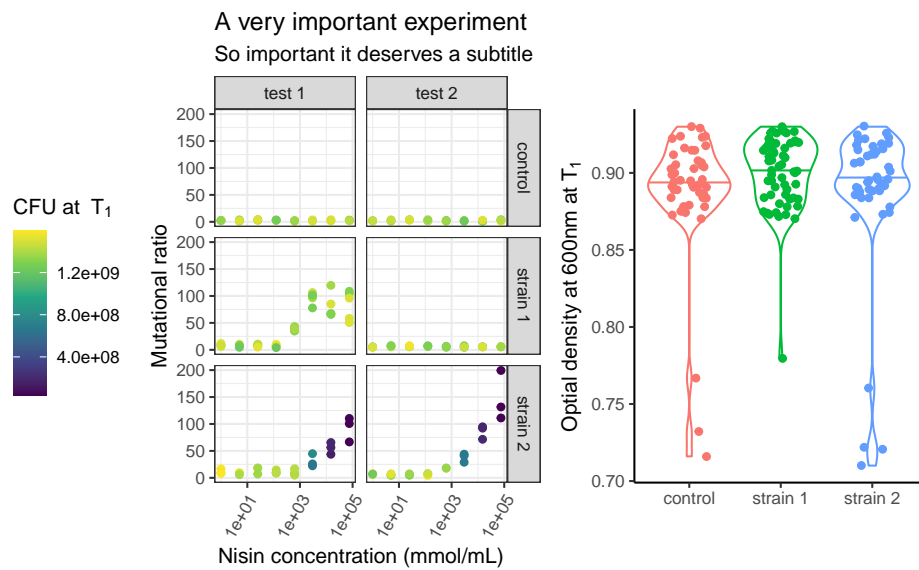 A very important experiment
So important it deserves a subtitle
test 1
test 2
200
150
100
50
0
control
200
150
100
50
0
strain 1
200
150
100
50
0
strain 2
Mutational ratio
1e+01
1e+03
1e+05
1e+01
1e+03
1e+05
Nisin concentration (mmol/mL)
CFU at T1
1.2e+09
8.0e+08
4.0e+08
Optial density at 600nm at T1
0.90
0.85
0.80
0.75
0.70
control
strain 1
strain 2